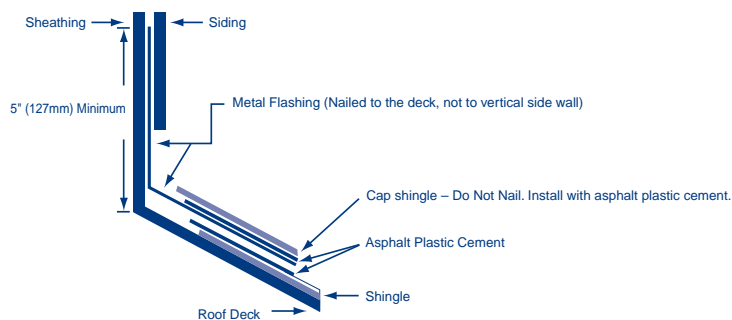 Sheathing
Siding
5" (127mm) Minimum
Metal Flashing (Nailed to the deck, not to vertical side wall)
Cap shingle – Do Not Nail. Install with asphalt plastic cement.
Asphalt Plastic Cement
Shingle
Roof Deck